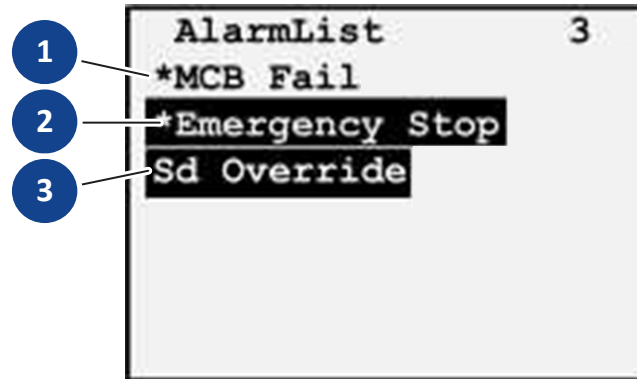 AlarmList 3
1
*MCB Fail
2
*Emergency Stop
3
Sd Override